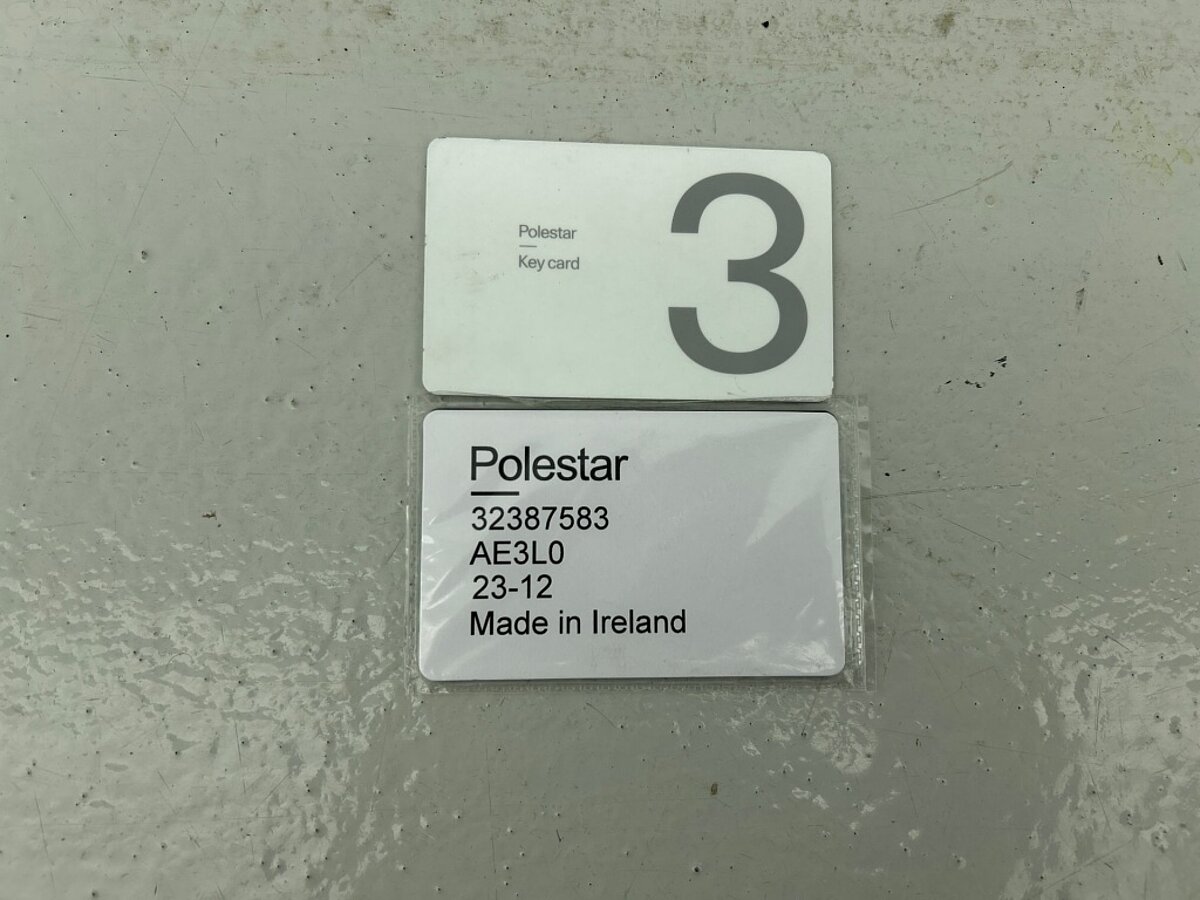 Polestar
Key card
3
Polestar
32387583
AE3L0
23-12
Made in Ireland